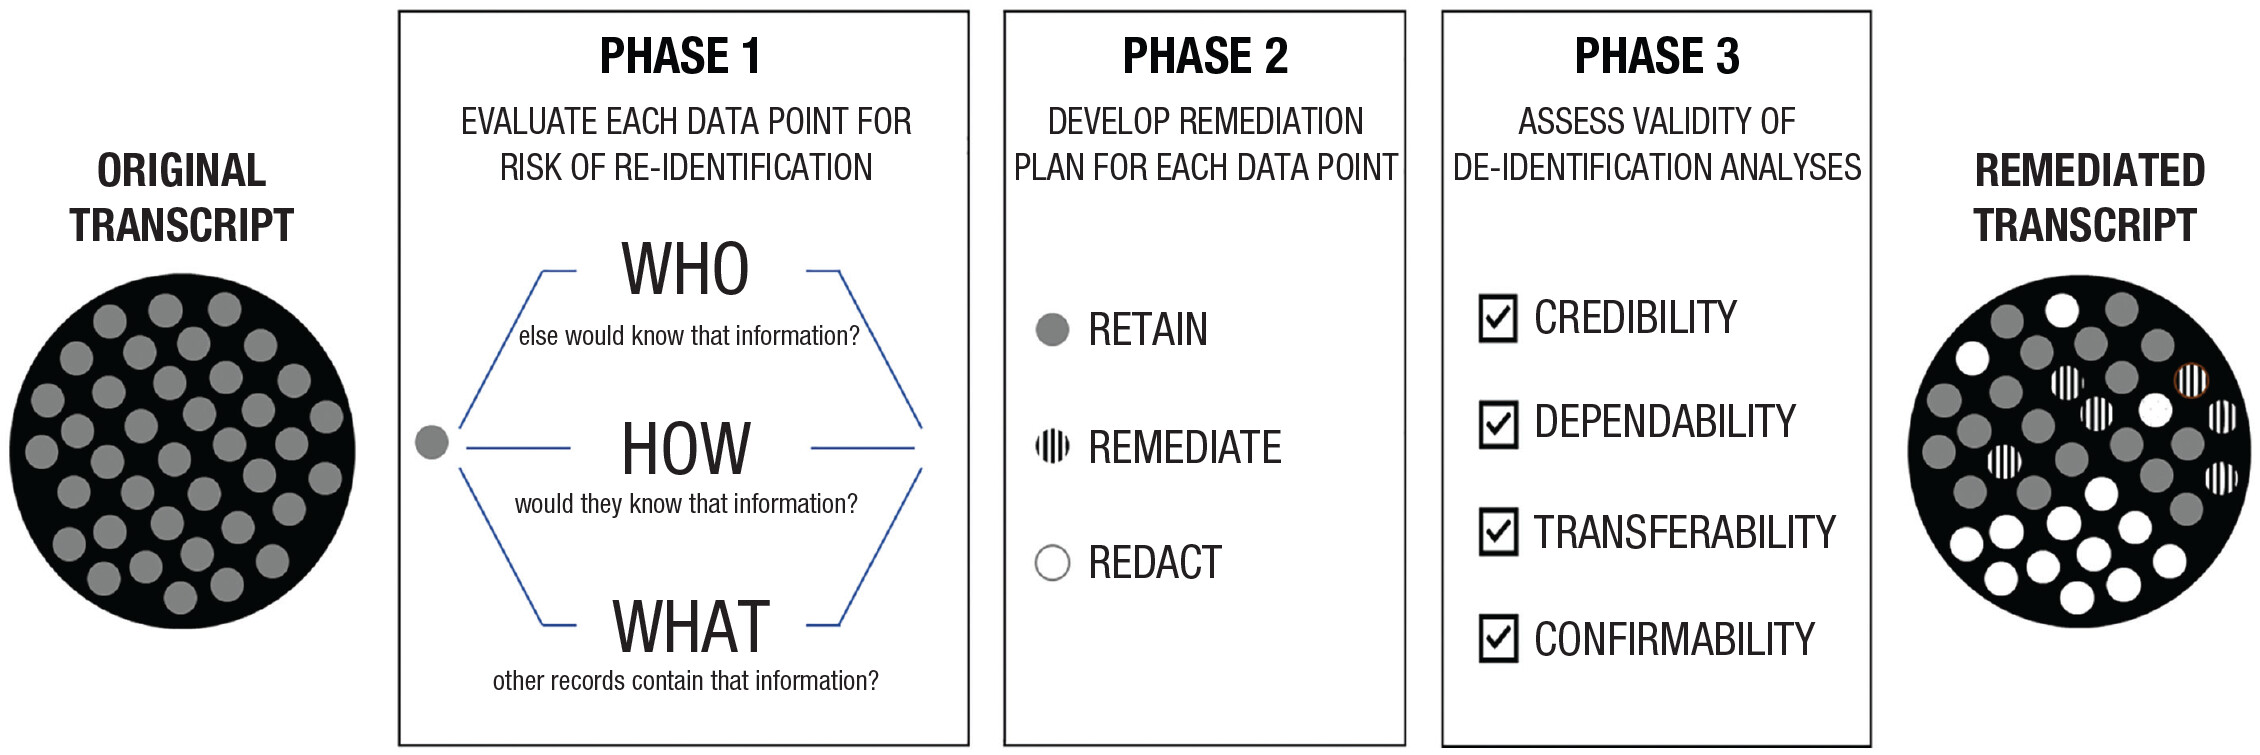 ORIGINAL
TRANSCRIPT
PHASE 1
EVALUATE EACH DATA POINT FOR
RISK OF RE-IDENTIFICATION
WHO
else would know that information?
HOW
would they know that information?
WHAT
other records contain that information?
PHASE 2
DEVELOP REMEDIATION
PLAN FOR EACH DATA POINT
RETAIN
REMEDIATE
REDACT
PHASE 3
ASSESS VALIDITY OF
DE-IDENTIFICATION ANALYSES
CREDIBILITY
DEPENDABILITY
TRANSFERABILITY
CONFIRMABILITY
REMEDIATED
TRANSCRIPT